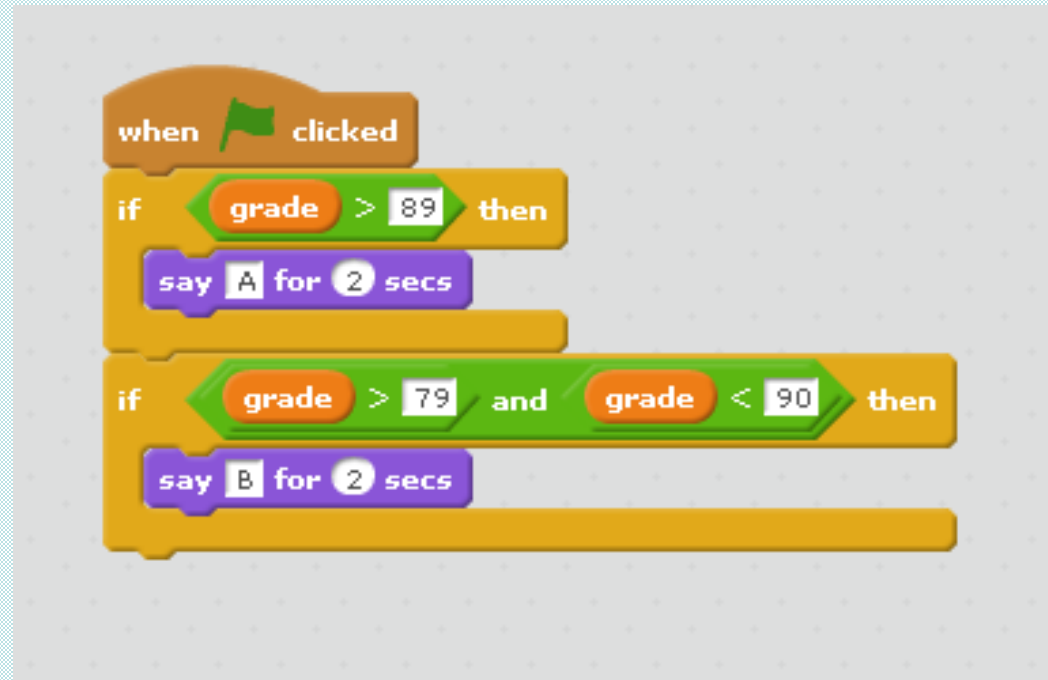 when clicked
if grade > 89 then
say A for 2 secs
if grade > 79 and grade < 90 then
say B for 2 secs